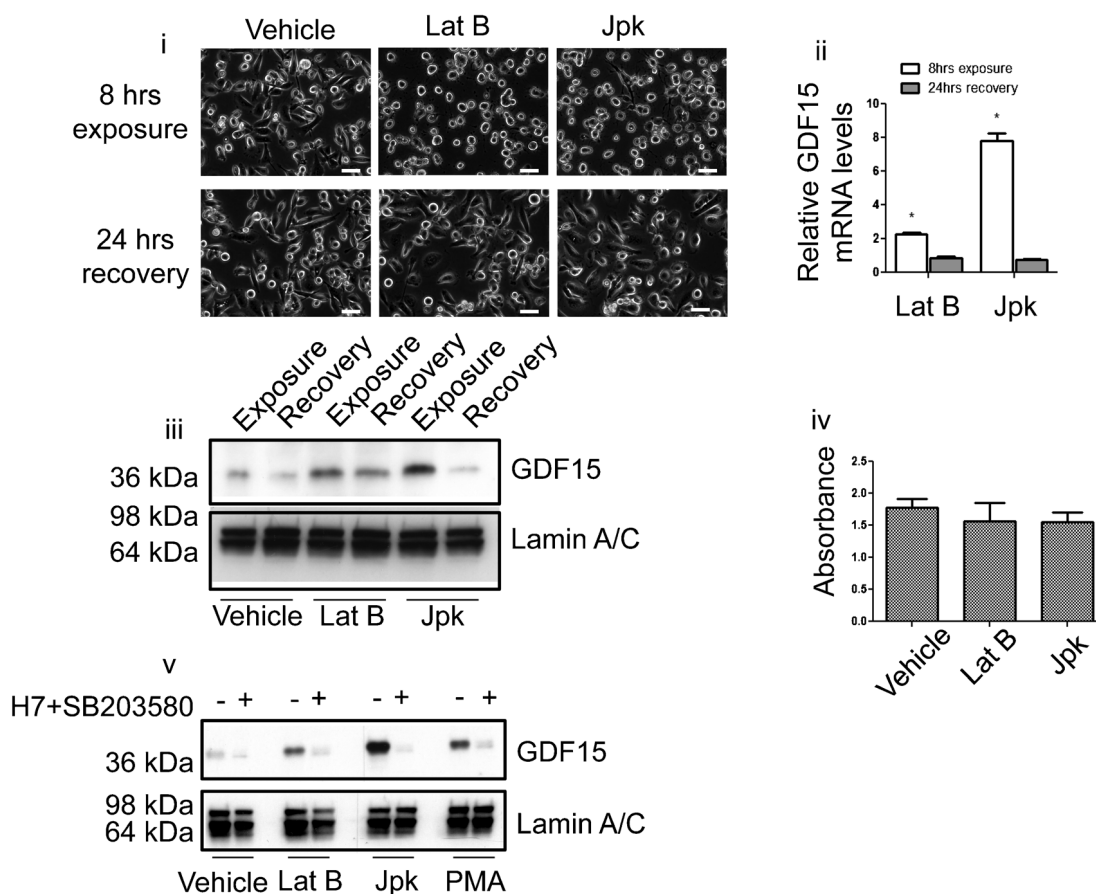 i
Vehicle Lat B Jpk
8 hrs
exposure
24 hrs
recovery
ii
8hrs exposure
24hrs recovery
Relative GDF15
mRNA levels
10
8
6
4
2
0
*
*
Lat B Jpk
iii
Exposure Recovery Exposure Recovery Exposure Recovery
36 kDa GDF15
98 kDa
64 kDa Lamin A/C
Vehicle Lat B Jpk
iv
Absorbance
2.5
2.0
1.5
1.0
0.5
0.0
Vehicle Lat B Jpk
v
H7+SB203580 - + - + - + - +
36 kDa GDF15
98 kDa
64 kDa Lamin A/C
Vehicle Lat B Jpk PMA